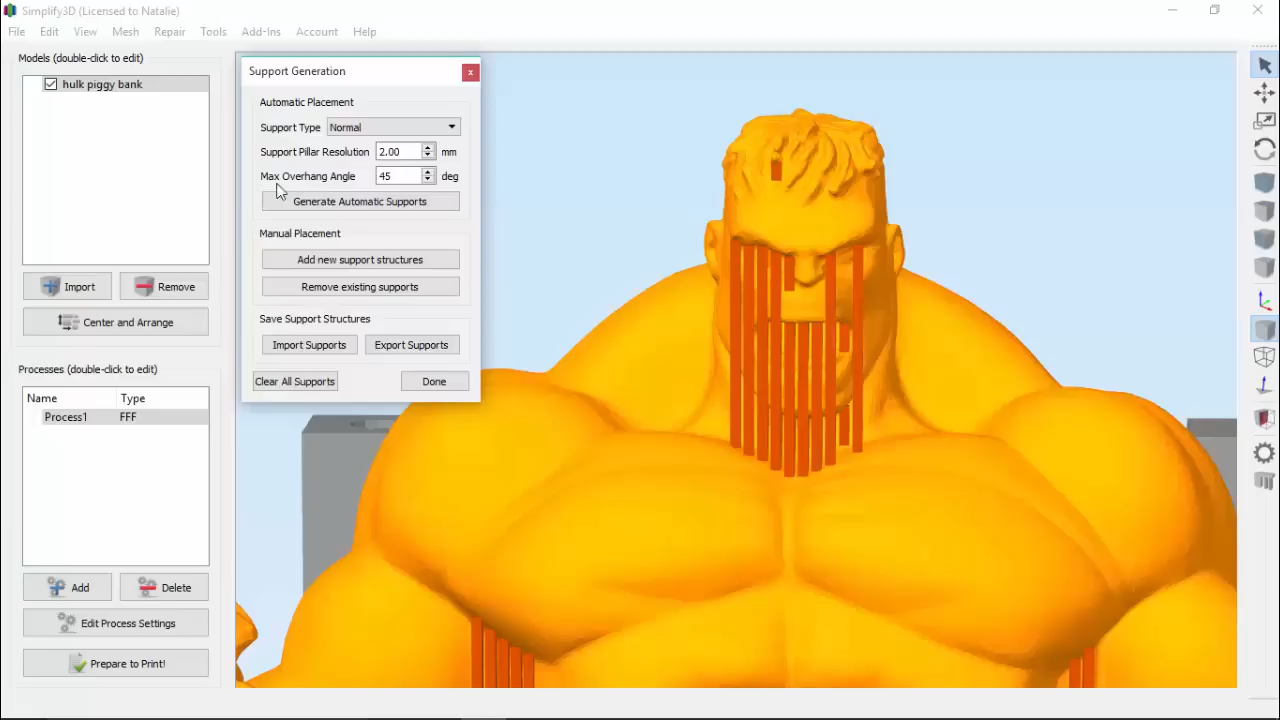 Simplify3D (Licensed to Natalie)
File Edit View Mesh Repair Tools Add-Ins Account Help
Models (double-click to edit)
hulk piggy bank
Import Remove
Center and Arrange
Processes (double-click to edit)
Name Type
Process1 FFF
Add Delete
Edit Process Settings
Prepare to Print!
Support Generation
x
Automatic Placement
Support Type Normal
Support Pillar Resolution 2.00 mm
Max Overhang Angle 45 deg
Generate Automatic Supports
Manual Placement
Add new support structures
Remove existing supports
Save Support Structures
Import Supports Export Supports
Clear All Supports Done